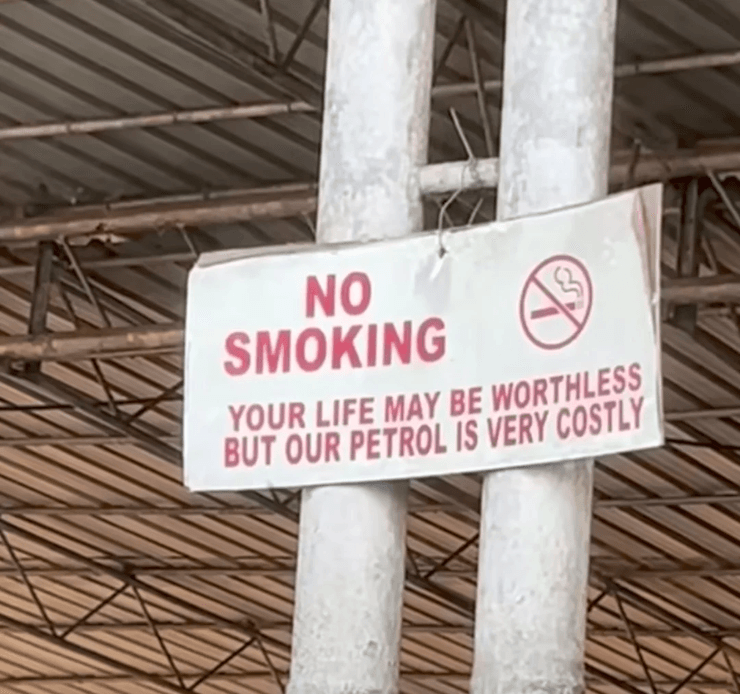 NO
SMOKING
YOUR LIFE MAY BE WORTHLESS
BUT OUR PETROL IS VERY COSTLY